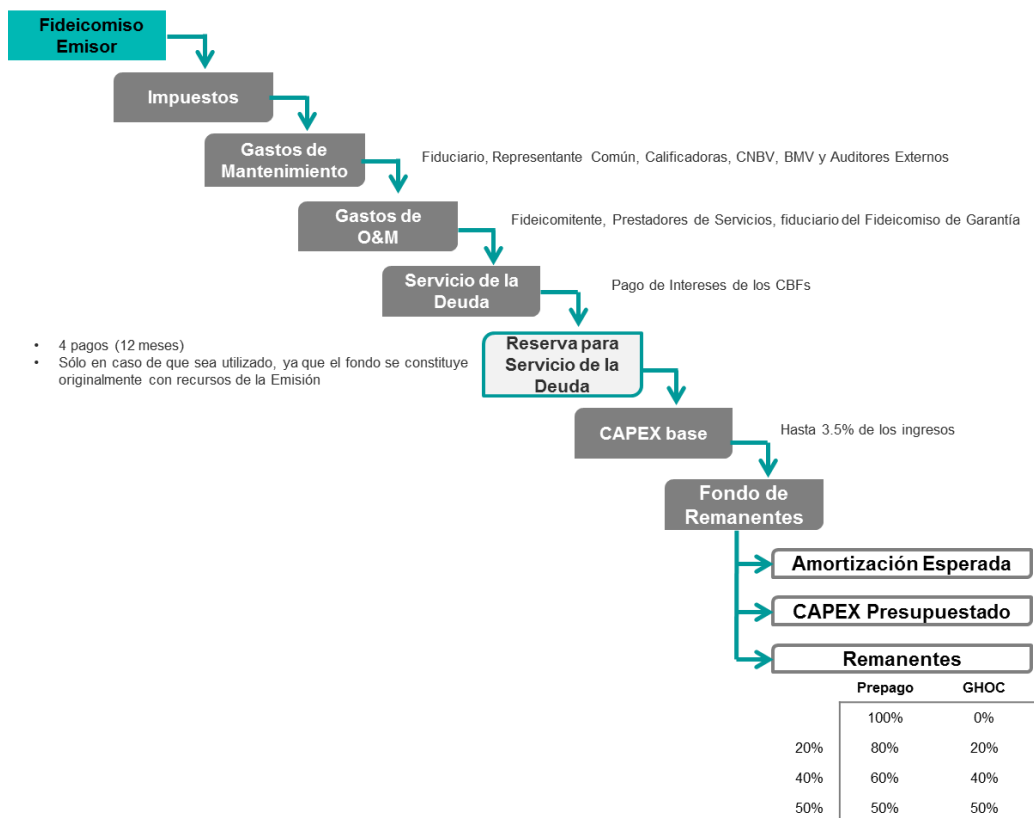 Fideicomiso
Emisor
Impuestos
Gastos de
Mantenimiento
Fiduciario, Representante Común, Calificadoras, CNBV, BMV y Auditores Externos
Gastos de
O&M
Fideicomitente, Prestadores de Servicios, fiduciario del Fideicomiso de Garantía
Servicio de la
Deuda
Pago de Intereses de los CBFs
• 4 pagos (12 meses)
• Sólo en caso de que sea utilizado, ya que el fondo se constituye
originalmente con recursos de la Emisión
Reserva para
Servicio de la
Deuda
CAPEX base
Hasta 3.5% de los ingresos
Fondo de
Remanentes
Amortización Esperada
CAPEX Presupuestado
Remanentes
Prepago GHOC
100% 0%
20% 80% 20%
40% 60% 40%
50% 50% 50%